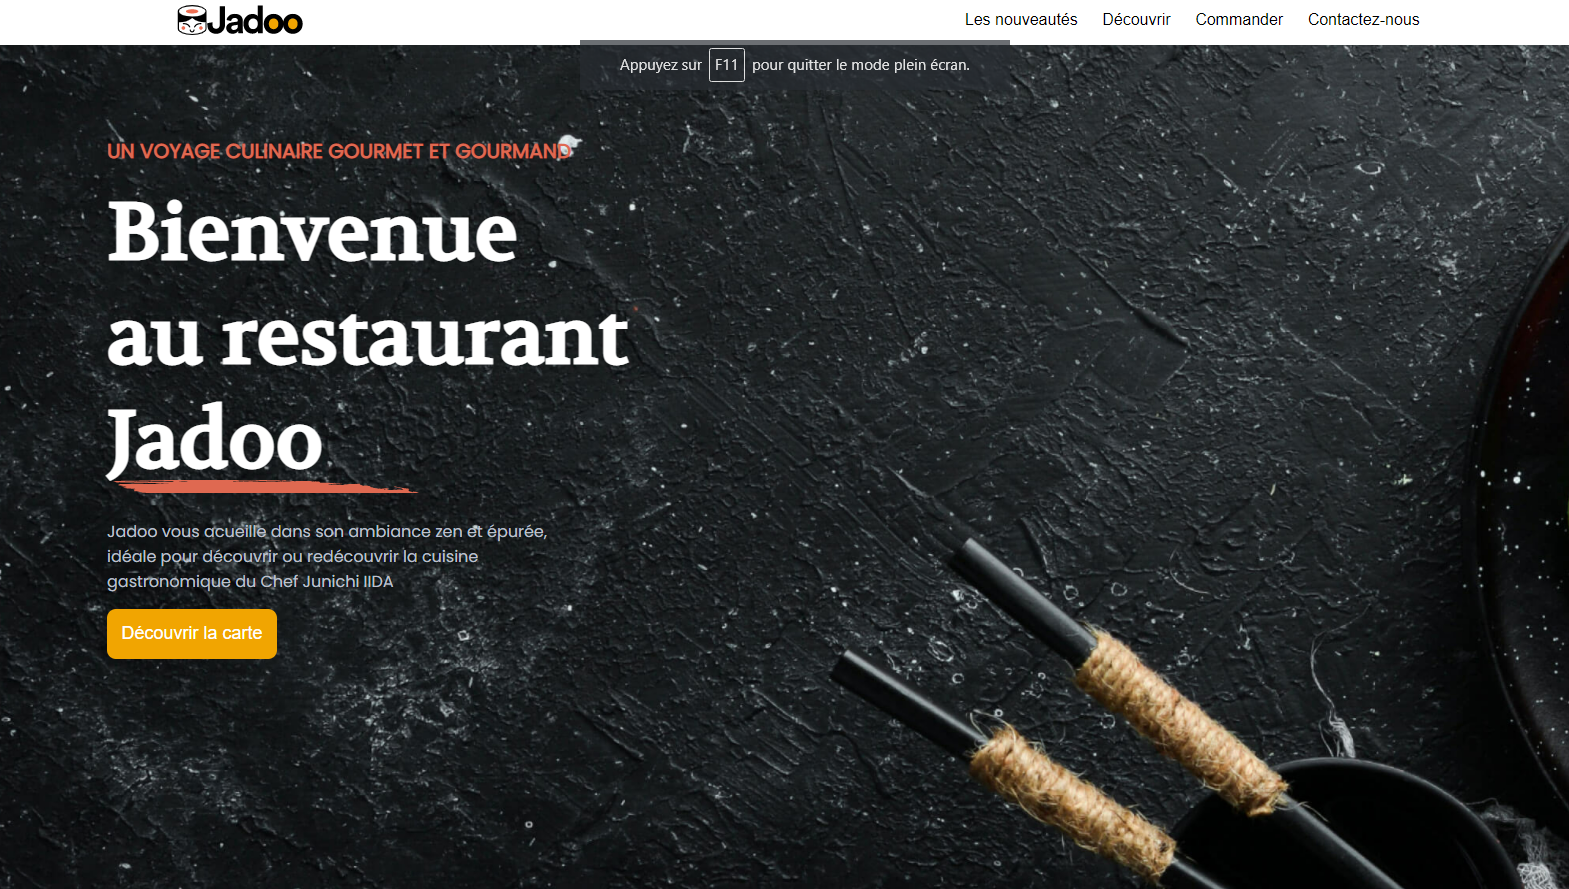 Jadoo
Les nouveautés Découvrir Commander Contactez-nous
Appuyez sur F11 pour quitter le mode plein écran.
UN VOYAGE CULINAIRE GOURMET ET GOURMAND
Bienvenue
au restaurant
Jadoo
Jadoo vous acueille dans son ambiance zen et épurée,
idéale pour découvrir ou redécouvrir la cuisine
gastronomique du Chef Junichi IIDA
Découvrir la carte